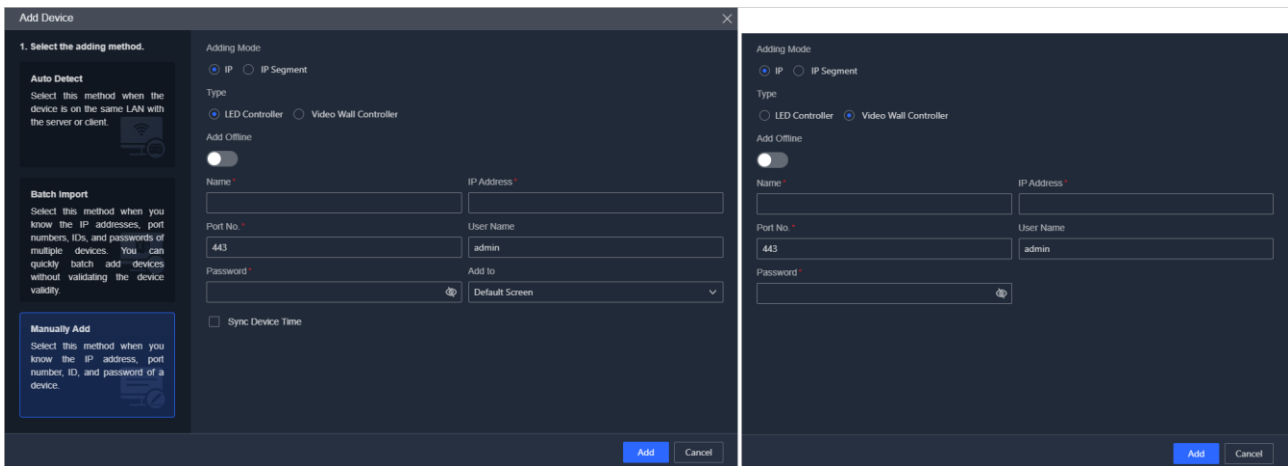 Add Device
1. Select the adding method.
Auto Detect
Select this method when the
device is on the same LAN with
the server or client.
Batch Import
Select this method when you
know the IP addresses, port
numbers, IDs, and passwords of
multiple devices. You can
quickly batch add devices
without validating the device
validity.
Manually Add
Select this method when you
know the IP address, port
number, ID, and password of a
device.
Adding Mode
IP IP Segment
Type
LED Controller Video Wall Controller
Add Offline
Name* IP Address*
Port No.* User Name
443 admin
Password* Add to
Default Screen
Sync Device Time
Add Cancel
Adding Mode
IP IP Segment
Type
LED Controller Video Wall Controller
Add Offline
Name* IP Address*
Port No.* User Name
443 admin
Password*
Add Cancel